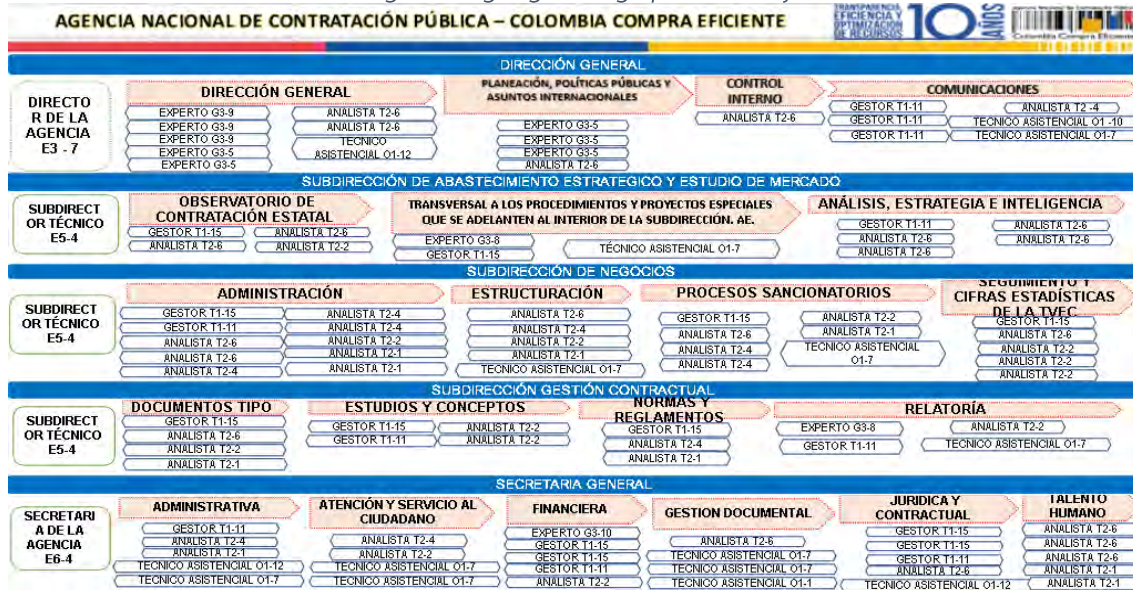 AGENCIA NACIONAL DE CONTRATACIÓN PÚBLICA – COLOMBIA COMPRA EFICIENTE
TRANSPARENCIA
EFICIENCIA Y
OPTIMIZACIÓN
DE RECURSOS
10 AÑOS
Colombia Compra Eficiente
DIRECCIÓN GENERAL
DIRECTO
R DE LA
AGENCIA
E3 - 7
DIRECCIÓN GENERAL
EXPERTO G3-9
EXPERTO G3-9
EXPERTO G3-9
EXPERTO G3-5
EXPERTO G3-5
ANALISTA T2-6
ANALISTA T2-6
TECNICO
ASISTENCIAL O1-12
PLANEACIÓN, POLÍTICAS PÚBLICAS Y
ASUNTOS INTERNACIONALES
EXPERTO G3-5
EXPERTO G3-5
EXPERTO G3-5
ANALISTA T2-6
CONTROL
INTERNO
ANALISTA T2-6
COMUNICACIONES
GESTOR T1-11
GESTOR T1-11
GESTOR T1-11
ANALISTA T2 -4
TECNICO ASISTENCIAL O1 -10
TECNICO ASISTENCIAL O1-7
SUBDIRECCIÓN DE ABASTECIMIENTO ESTRATEGICO Y ESTUDIO DE MERCADO
SUBDIRECT
OR TÉCNICO
E5-4
OBSERVATORIO DE
CONTRATACIÓN ESTATAL
GESTOR T1-15
ANALISTA T2-6
ANALISTA T2-6
ANALISTA T2-2
TRANSVERSAL A LOS PROCEDIMIENTOS Y PROYECTOS ESPECIALES
QUE SE ADELANTEN AL INTERIOR DE LA SUBDIRECCIÓN. AE.
EXPERTO G3-8
GESTOR T1-15
TÉCNICO ASISTENCIAL O1-7
ANÁLISIS, ESTRATEGIA E INTELIGENCIA
GESTOR T1-11
ANALISTA T2-6
ANALISTA T2-6
ANALISTA T2-6
ANALISTA T2-6
SUBDIRECCIÓN DE NEGOCIOS
SUBDIRECT
OR TÉCNICO
E5-4
ADMINISTRACIÓN
GESTOR T1-15
GESTOR T1-11
ANALISTA T2-6
ANALISTA T2-6
ANALISTA T2-4
ANALISTA T2-4
ANALISTA T2-4
ANALISTA T2-2
ANALISTA T2-1
ANALISTA T2-1
ESTRUCTURACIÓN
ANALISTA T2-6
ANALISTA T2-4
ANALISTA T2-2
ANALISTA T2-1
TECNICO ASISTENCIAL O1-7
PROCESOS SANCIONATORIOS
GESTOR T1-15
ANALISTA T2-6
ANALISTA T2-4
ANALISTA T2-4
ANALISTA T2-2
ANALISTA T2-1
TECNICO ASISTENCIAL
O1-7
SEGUIMIENTO Y
CIFRAS ESTADÍSTICAS
DE LA TVEC
GESTOR T1-15
ANALISTA T2-6
ANALISTA T2-2
ANALISTA T2-2
ANALISTA T2-2
SUBDIRECCIÓN GESTIÓN CONTRACTUAL
SUBDIRECT
OR TÉCNICO
E5-4
DOCUMENTOS TIPO
GESTOR T1-15
ANALISTA T2-6
ANALISTA T2-2
ANALISTA T2-1
ESTUDIOS Y CONCEPTOS
GESTOR T1-15
GESTOR T1-11
ANALISTA T2-2
ANALISTA T2-2
NORMAS Y
REGLAMENTOS
GESTOR T1-15
ANALISTA T2-4
ANALISTA T2-1
RELATORÍA
EXPERTO G3-8
GESTOR T1-11
ANALISTA T2-2
TECNICO ASISTENCIAL O1-7
SECRETARIA GENERAL
SECRETARI
A DE LA
AGENCIA
E6-4
ADMINISTRATIVA
GESTOR T1-11
ANALISTA T2-4
ANALISTA T2-1
TECNICO ASISTENCIAL O1-12
TECNICO ASISTENCIAL O1-7
ATENCIÓN Y SERVICIO AL
CIUDADANO
ANALISTA T2-4
ANALISTA T2-2
TECNICO ASISTENCIAL O1-7
TECNICO ASISTENCIAL O1-7
FINANCIERA
EXPERTO G3-10
GESTOR T1-15
GESTOR T1-15
GESTOR T1-11
ANALISTA T2-2
GESTION DOCUMENTAL
ANALISTA T2-6
TECNICO ASISTENCIAL O1-7
TECNICO ASISTENCIAL O1-7
TECNICO ASISTENCIAL O1-1
JURIDICA Y
CONTRACTUAL
GESTOR T1-15
GESTOR T1-15
GESTOR T1-11
ANALISTA T2-6
TECNICO ASISTENCIAL O1-12
TALENTO
HUMANO
ANALISTA T2-6
ANALISTA T2-6
ANALISTA T2-6
ANALISTA T2-1
ANALISTA T2-1